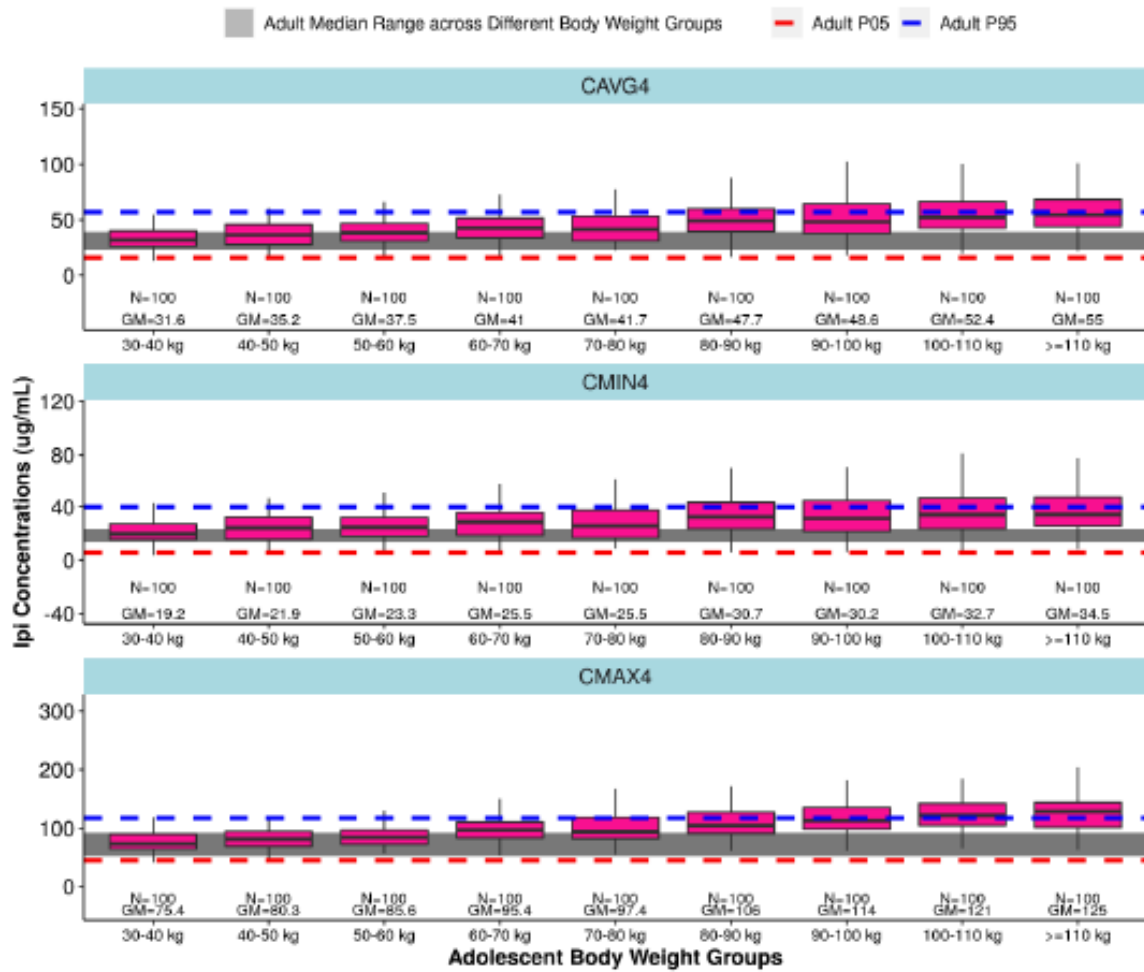 Adult Median Range across Different Body Weight Groups Adult P05 Adult P95
CAVG4
150
100
50
0
N=100 N=100 N=100 N=100 N=100 N=100 N=100 N=100 N=100
GM=31.6 GM=35.2 GM=37.5 GM=41 GM=41.7 GM=47.7 GM=48.6 GM=52.4 GM=55
30-40 kg 40-50 kg 50-60 kg 60-70 kg 70-80 kg 80-90 kg 90-100 kg 100-110 kg >=110 kg
Ipi Concentrations (ug/mL)
CMIN4
120
80
40
0
N=100 N=100 N=100 N=100 N=100 N=100 N=100 N=100 N=100
-40 GM=19.2 GM=21.9 GM=23.3 GM=25.5 GM=25.5 GM=30.7 GM=30.2 GM=32.7 GM=34.5
30-40 kg 40-50 kg 50-60 kg 60-70 kg 70-80 kg 80-90 kg 90-100 kg 100-110 kg >=110 kg
CMAX4
300
200
100
0
N=100 N=100 N=100 N=100 N=100 N=100 N=100 N=100 N=100
GM=75.4 GM=80.3 GM=85.6 GM=95.4 GM=97.4 GM=106 GM=114 GM=121 GM=125
30-40 kg 40-50 kg 50-60 kg 60-70 kg 70-80 kg 80-90 kg 90-100 kg 100-110 kg >=110 kg
Adolescent Body Weight Groups